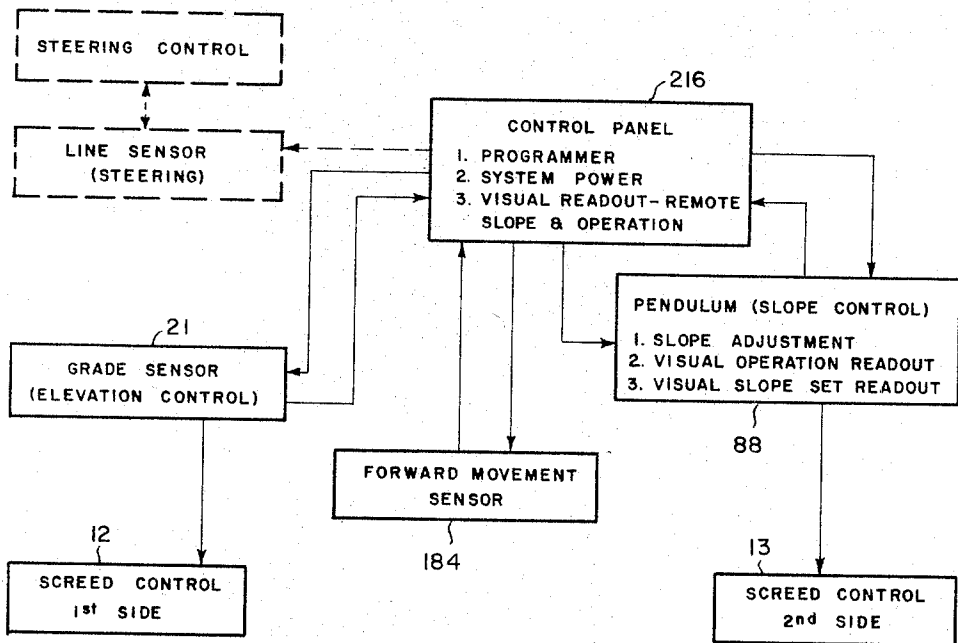 STEERING CONTROL
LINE SENSOR
(STEERING)
216
CONTROL PANEL
1. PROGRAMMER
2. SYSTEM POWER
3. VISUAL READOUT-REMOTE
SLOPE & OPERATION
21
GRADE SENSOR
(ELEVATION CONTROL)
PENDULUM (SLOPE CONTROL)
1. SLOPE ADJUSTMENT
2. VISUAL OPERATION READOUT
3. VISUAL SLOPE SET READOUT
88
FORWARD MOVEMENT
SENSOR
184
12
SCREED CONTROL
1st SIDE
13
SCREED CONTROL
2nd SIDE